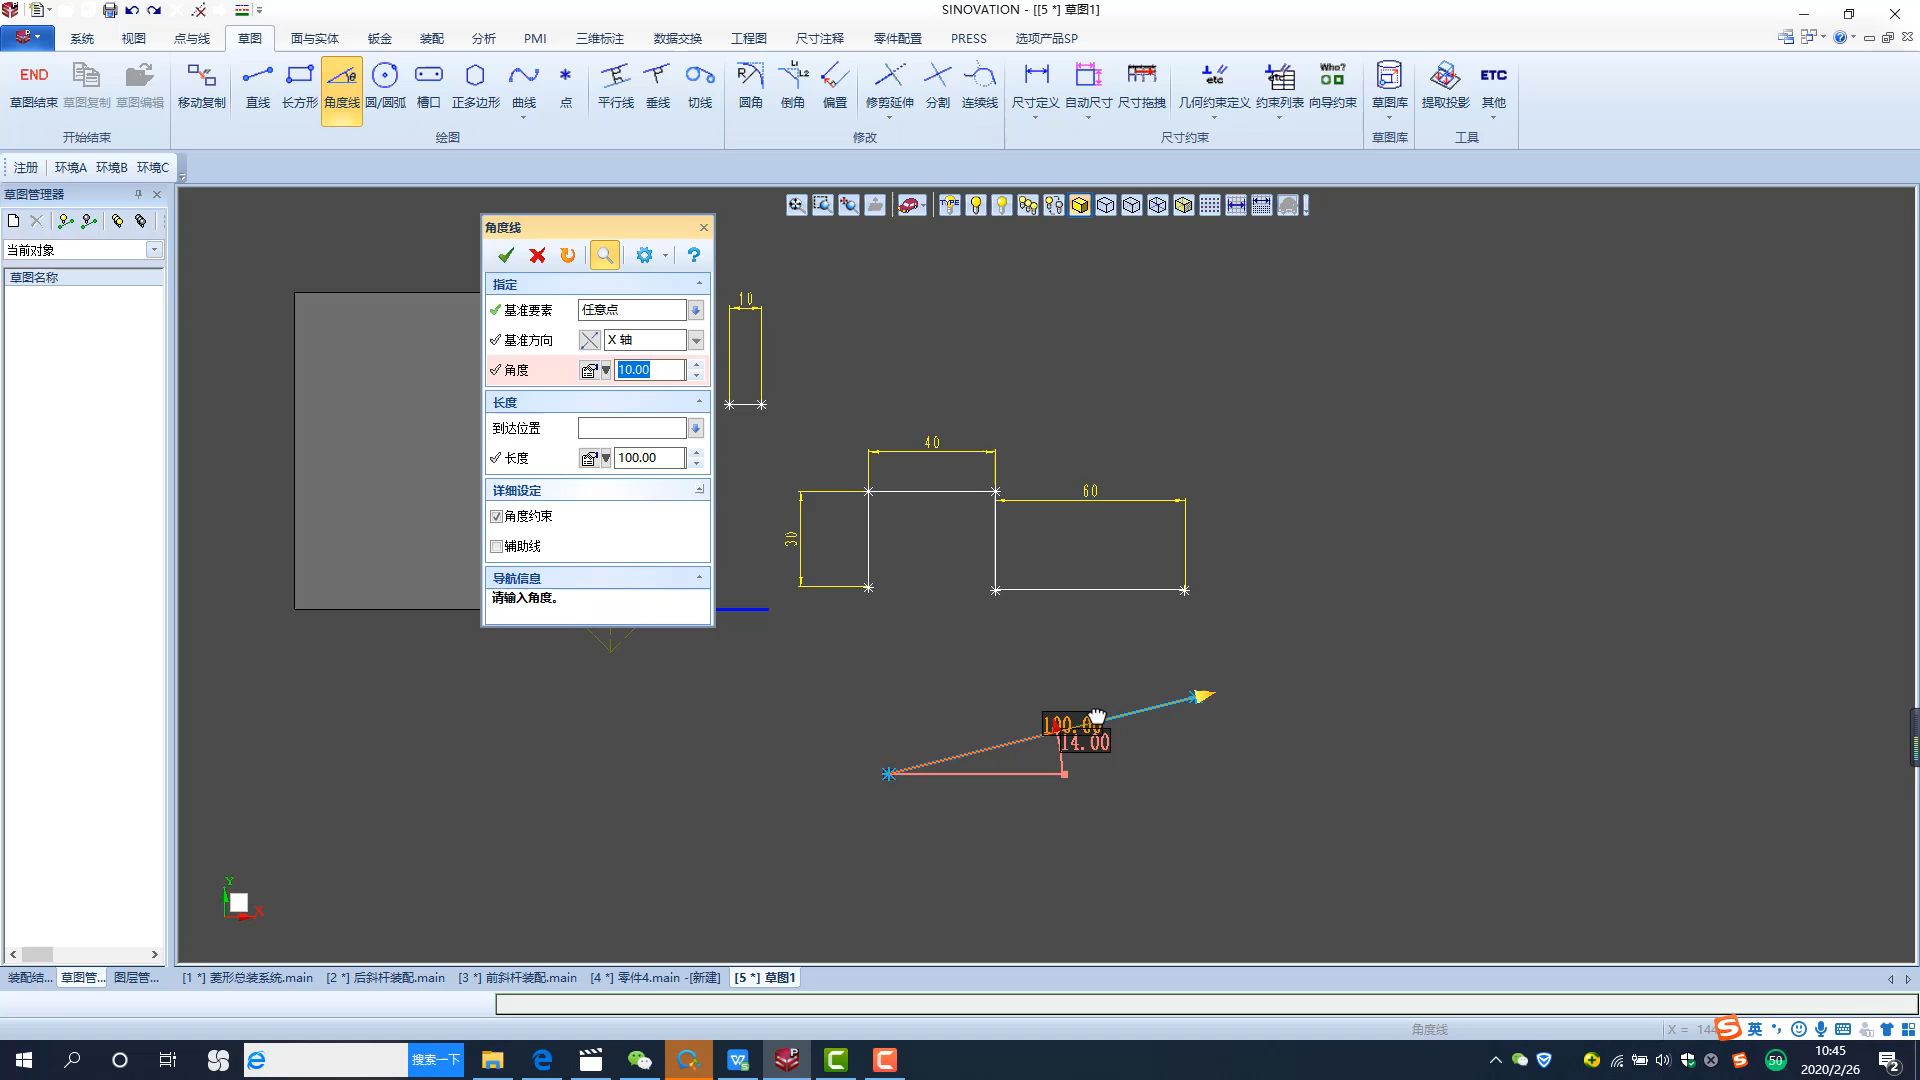 SINOVATION - [[5 *] 草图1]
系统 视图 点与线 草图 面与实体 钣金 装配 分析 PMI 三维标注 数据交换 工程图 尺寸注释 零件配置 PRESS 选项产品SP
END ETC
草图结束 草图复制 草图编辑 移动复制 直线 长方形 角度线 圆/圆弧 槽口 正多边形 曲线 点 平行线 垂线 切线 圆角 倒角 偏置 修剪延伸 分割 连续线 尺寸定义 自动尺寸 尺寸拖拽 几何约束定义 约束列表 向导约束 草图库 提取投影 其他
开始结束 绘图 修改 尺寸约束 草图库 工具
注册 环境A 环境B 环境C
草图管理器
当前对象
草图名称
角度线
指定
基准要素 任意点
基准方向 X 轴
角度 10.00
长度
到达位置
长度 100.00
详细设定
角度约束
辅助线
导航信息
请输入角度。
10
40
60
30
14.00
Y
X
装配结... 草图管... 图层管... [1 *] 菱形总装系统.main [2 *] 后斜杆装配.main [3 *] 前斜杆装配.main [4 *] 零件4.main -[新建] [5 *] 草图1
角度线 X = 144
英
搜索一下
50
10:45
2020/2/26
2